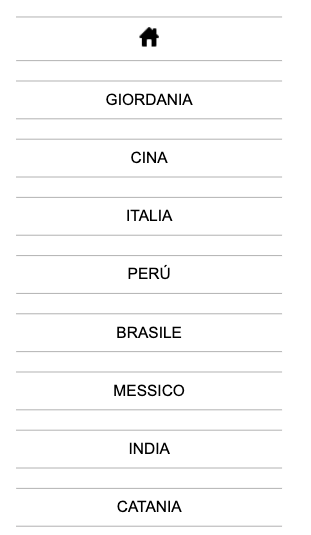 GIORDANIA
CINA
ITALIA
PERÚ
BRASILE
MESSICO
INDIA
CATANIA